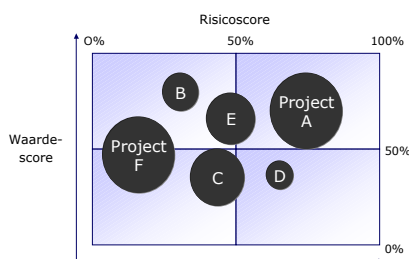 Risicoscore
0% 50% 100%
B
E
Project
A
Waarde-
score
Project
F
50%
C
D
0%